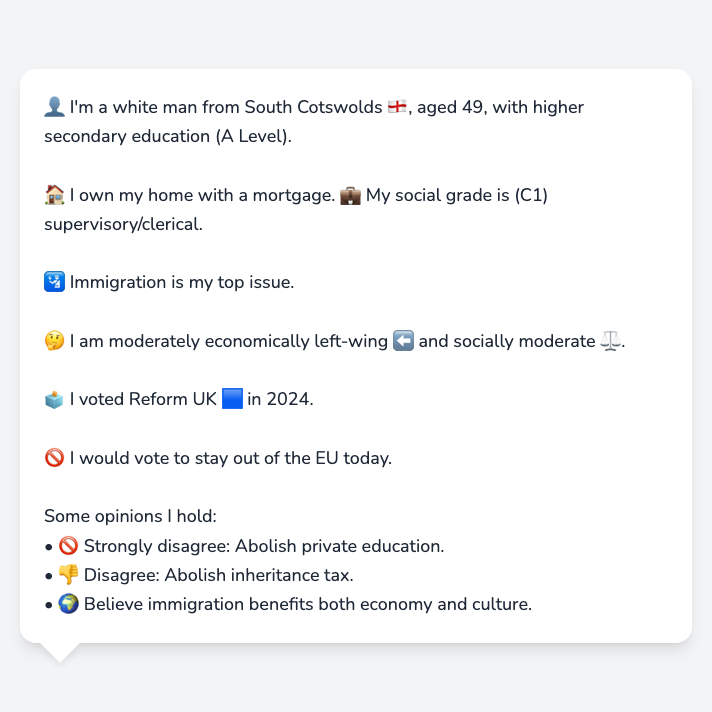 👤 I'm a white man from South Cotswolds 🏴󠁧󠁢󠁥󠁮󠁧󠁿, aged 49, with higher
secondary education (A Level).
🏠 I own my home with a mortgage. 💼 My social grade is (C1)
supervisory/clerical.
🛂 Immigration is my top issue.
🤔 I am moderately economically left-wing ⬅️ and socially moderate ⚖️.
🗳️ I voted Reform UK 🟦 in 2024.
🚫 I would vote to stay out of the EU today.
Some opinions I hold:
• 🚫 Strongly disagree: Abolish private education.
• 👎 Disagree: Abolish inheritance tax.
• 🌍 Believe immigration benefits both economy and culture.